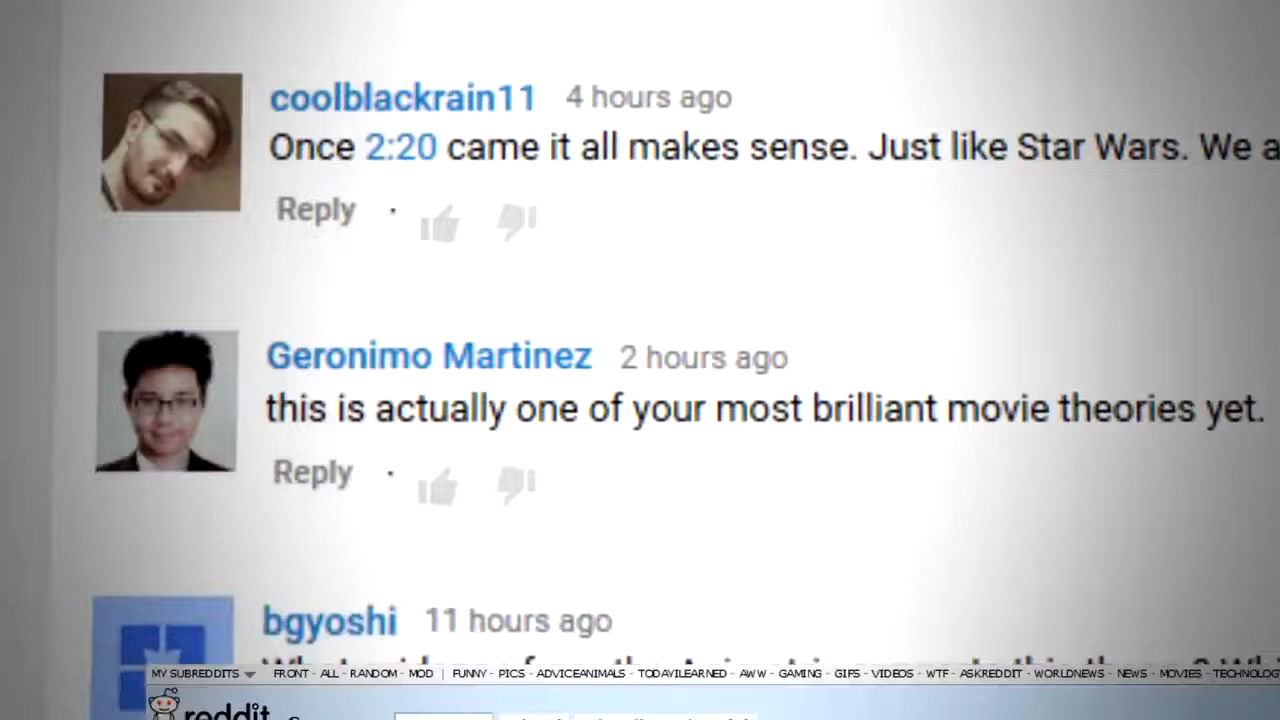 coolblackrain11 4 hours ago
Once 2:20 came it all makes sense. Just like Star Wars. We a
Reply ·
Geronimo Martinez 2 hours ago
this is actually one of your most brilliant movie theories yet.
Reply ·
bgyoshi 11 hours ago
MY SUBREDDITS FRONT - ALL - RANDOM - MOD | FUNNY - PICS - ADVICEANIMALS - TODAYILEARNED - AWW - GAMING - GIFS - VIDEOS - WTF - ASKREDDIT - WORLDNEWS - NEWS - MOVIES - TECHNOLOG
reddit